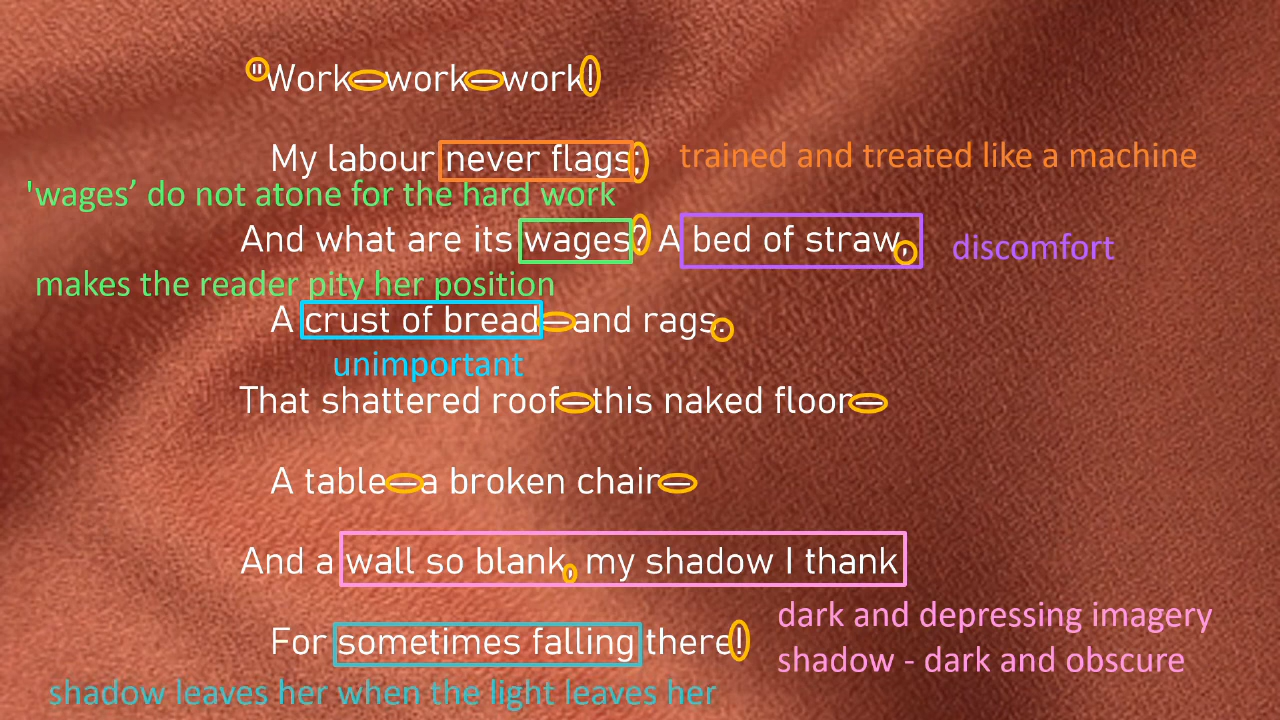 "Work—work—work!
My labour never flags; trained and treated like a machine
'wages’ do not atone for the hard work
And what are its wages? A bed of straw, discomfort
makes the reader pity her position
A crust of bread—and rags.
unimportant
That shattered roof—this naked floor—
A table—a broken chair—
And a wall so blank, my shadow I thank
For sometimes falling there!
dark and depressing imagery
shadow - dark and obscure
shadow leaves her when the light leaves her